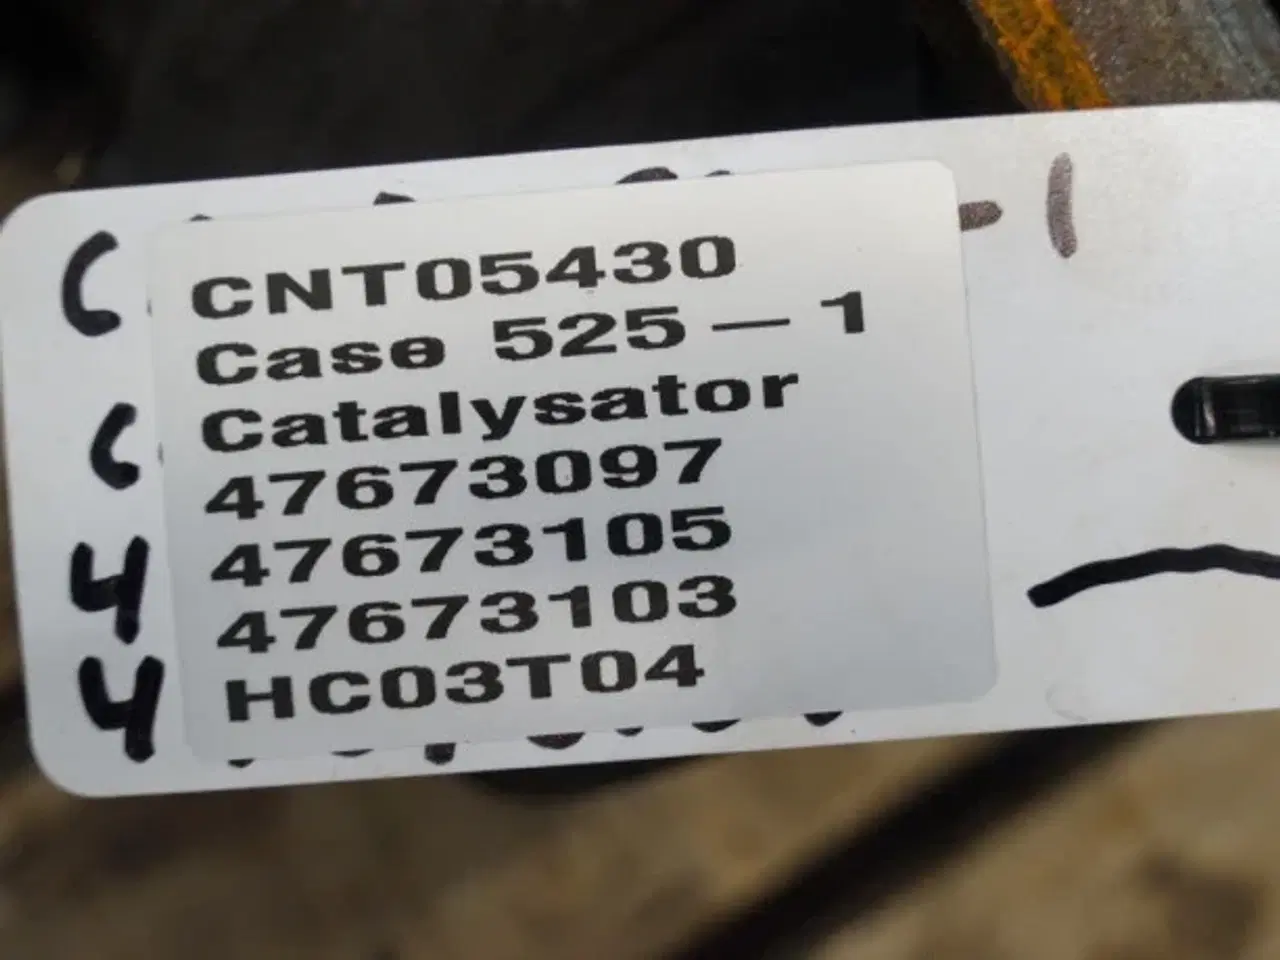 CNT05430
Case 525-1
Catalysator
47673097
47673105
47673103
HC03T04